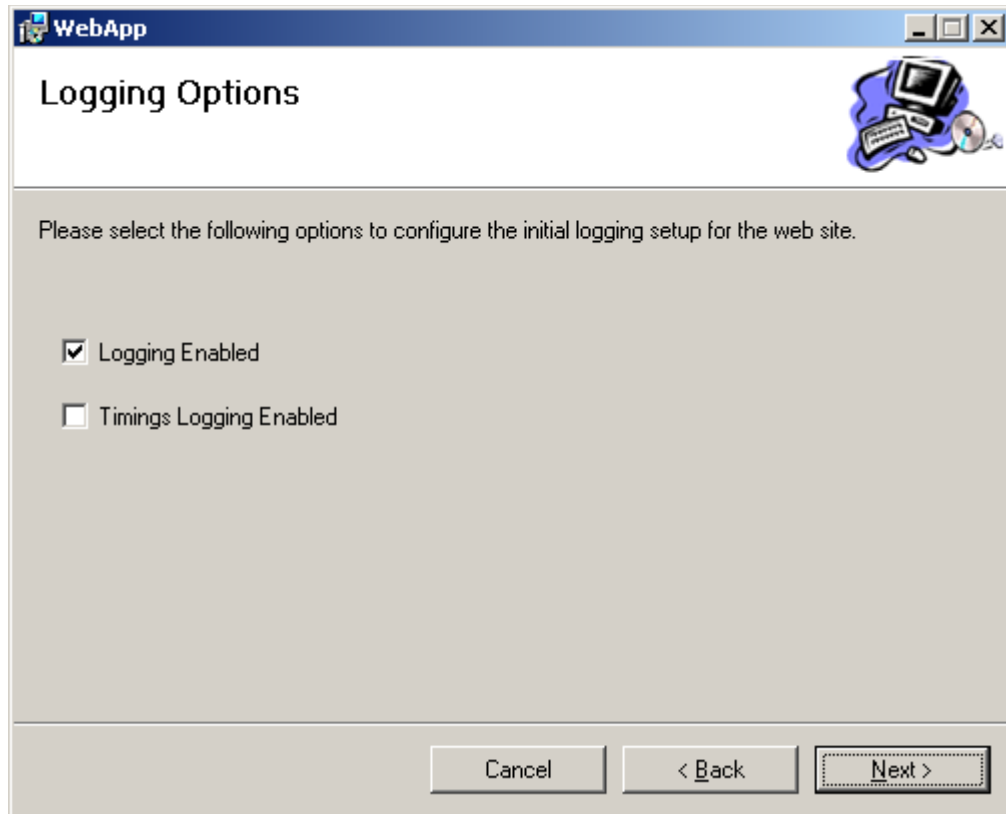 WebApp
Logging Options
Please select the following options to configure the initial logging setup for the web site.
Logging Enabled
Timings Logging Enabled
Cancel
< Back
Next >